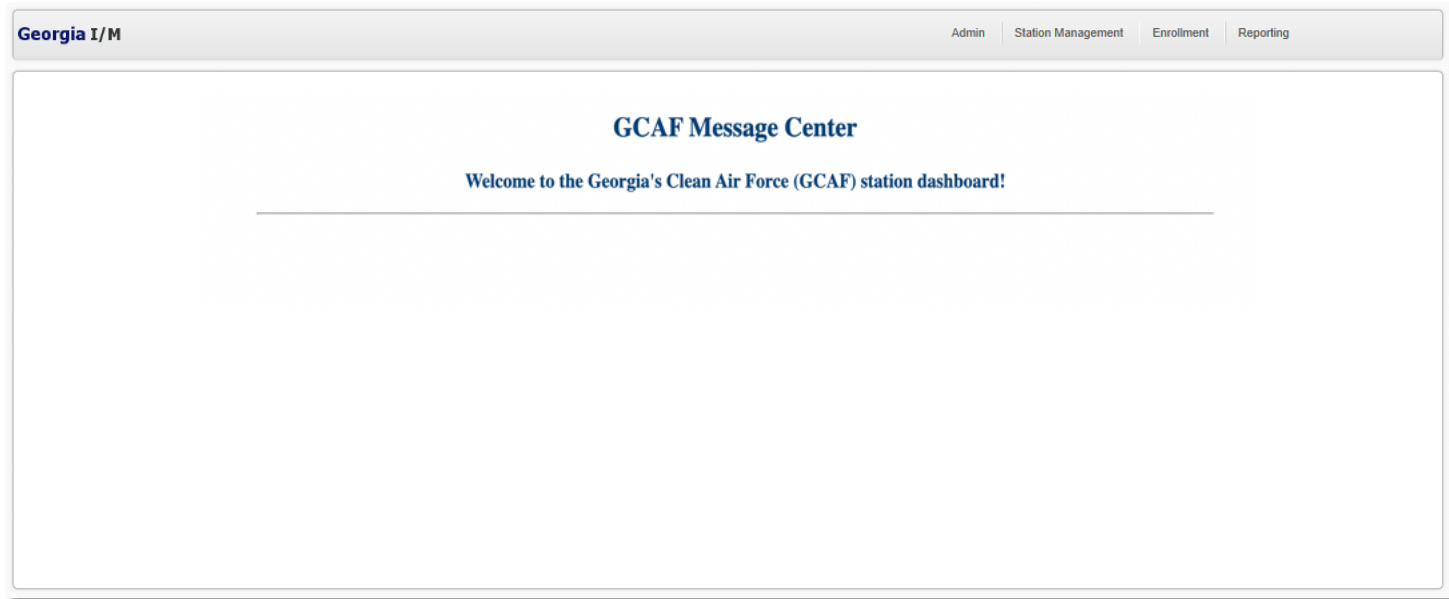 Georgia I/M
Admin
Station Management
Enrollment
Reporting
GCAF Message Center
Welcome to the Georgia's Clean Air Force (GCAF) station dashboard!